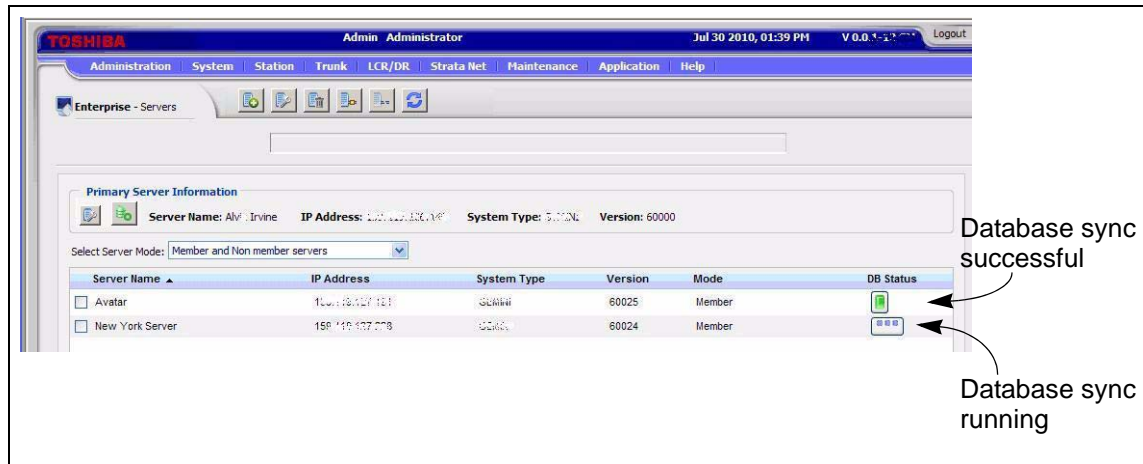 TOSHIBA Admin Administrator Jul 30 2010, 01:39 PM Logout
Administration System Station Trunk LCR/DR Strata Net Maintenance Application Help
Enterprise - Servers
Primary Server Information
Server Name: Irvine IP Address: System Type: Version: 60000
Select Server Mode: Member and Non member servers
Server Name IP Address System Type Version Mode DB Status
Avatar 60025 Member
New York Server 60024 Member
Database sync
successful
Database sync
running